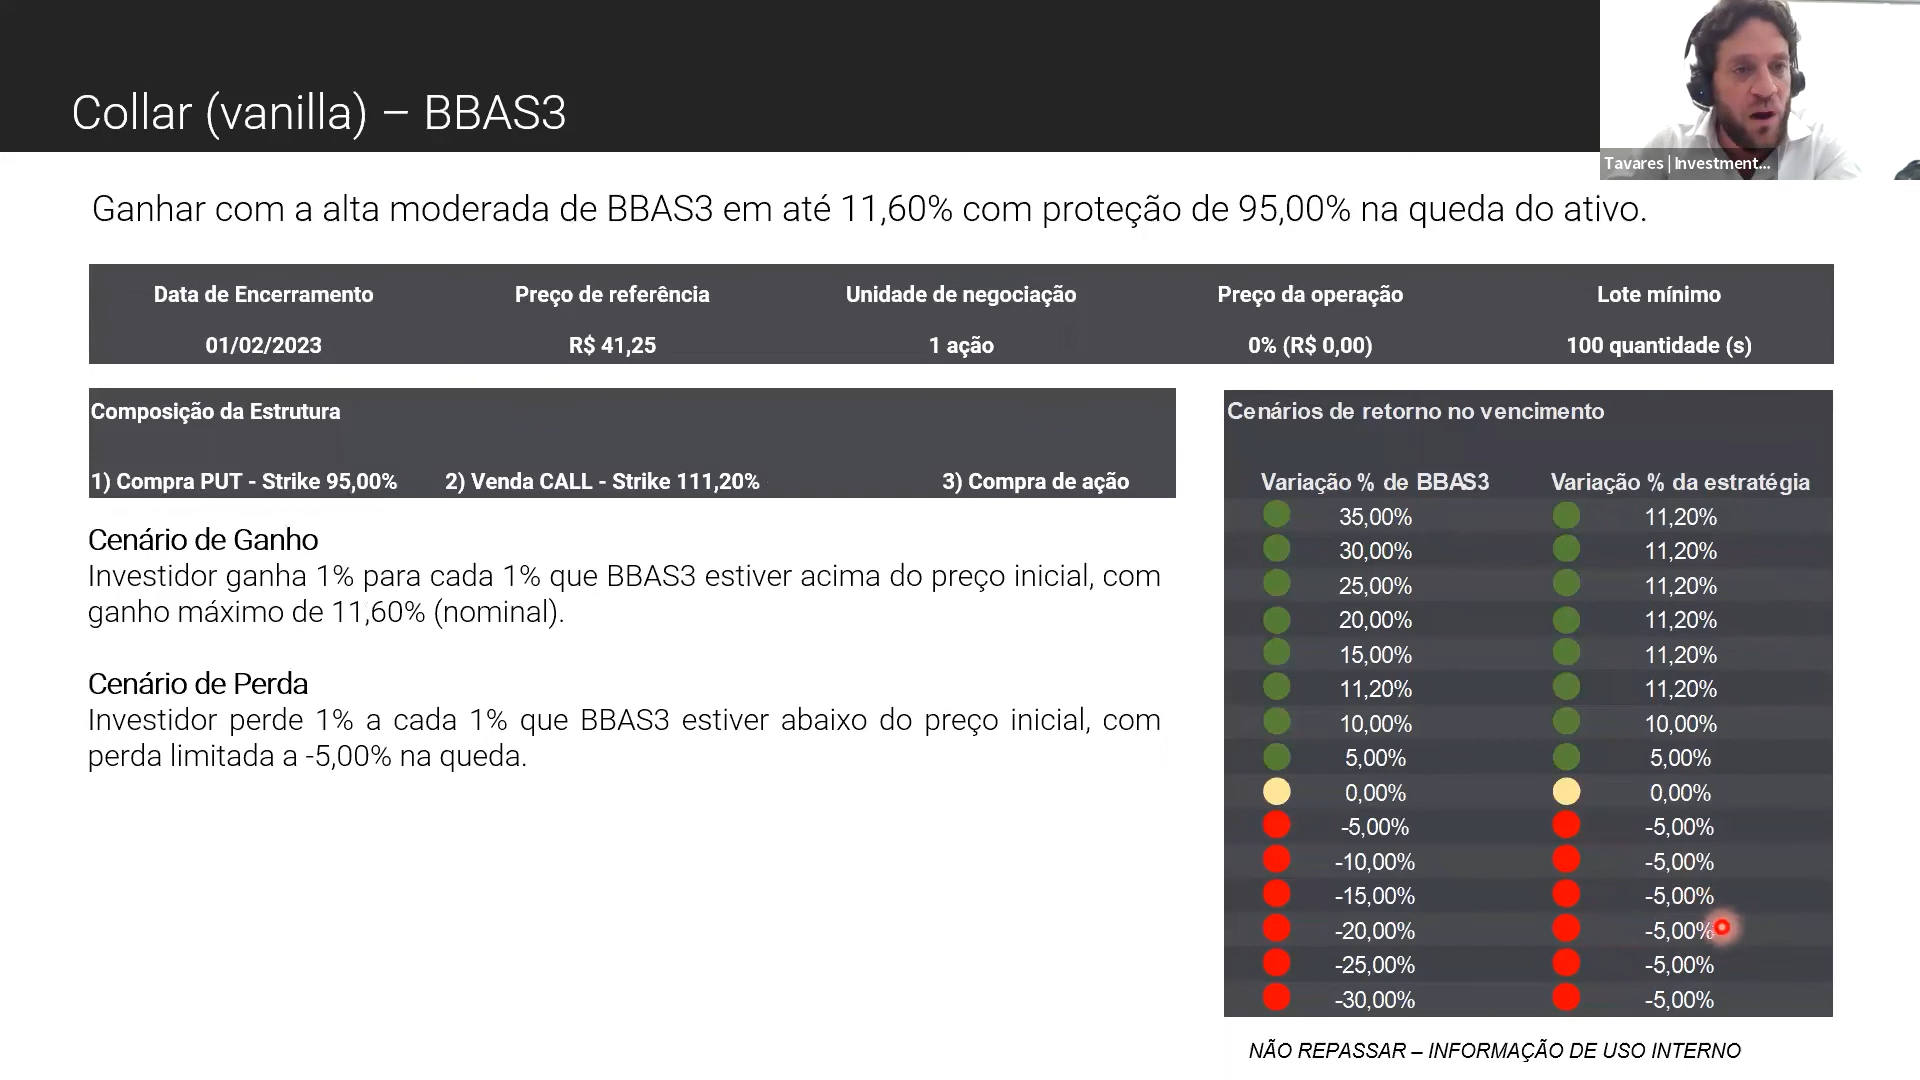 Collar (vanilla) – BBAS3
Tavares | Investment...
Ganhar com a alta moderada de BBAS3 em até 11,60% com proteção de 95,00% na queda do ativo.
Data de Encerramento Preço de referência Unidade de negociação Preço da operação Lote mínimo
01/02/2023 R$ 41,25 1 ação 0% (R$ 0,00) 100 quantidade (s)
Composição da Estrutura
1) Compra PUT - Strike 95,00% 2) Venda CALL - Strike 111,20% 3) Compra de ação
Cenário de Ganho
Investidor ganha 1% para cada 1% que BBAS3 estiver acima do preço inicial, com
ganho máximo de 11,60% (nominal).
Cenário de Perda
Investidor perde 1% a cada 1% que BBAS3 estiver abaixo do preço inicial, com
perda limitada a -5,00% na queda.
Cenários de retorno no vencimento
Variação % de BBAS3 Variação % da estratégia
35,00% 11,20%
30,00% 11,20%
25,00% 11,20%
20,00% 11,20%
15,00% 11,20%
11,20% 11,20%
10,00% 10,00%
5,00% 5,00%
0,00% 0,00%
-5,00% -5,00%
-10,00% -5,00%
-15,00% -5,00%
-20,00% -5,00%
-25,00% -5,00%
-30,00% -5,00%
NÃO REPASSAR – INFORMAÇÃO DE USO INTERNO